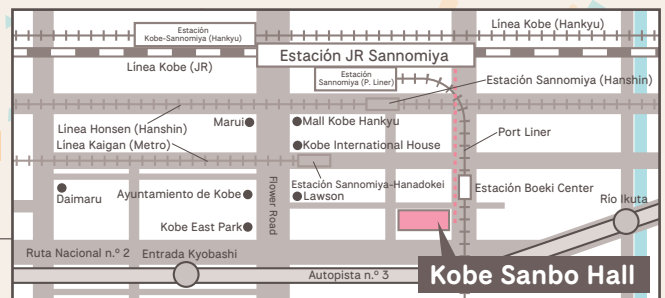 Línea Kobe (Hankyu)
Estación
Kobe-Sannomiya (Hankyu)
Estación JR Sannomiya
Línea Kobe (JR)
Estación
Sannomiya (P. Liner)
Estación Sannomiya (Hanshin)
Línea Honsen (Hanshin)
Marui
Mall Kobe Hankyu
Port Liner
Línea Kaigan (Metro)
Kobe International House
Estación Sannomiya-Hanadokei
Estación Boeki Center
Daimaru
Ayuntamiento de Kobe
Flower Road
Lawson
Río Ikuta
Kobe East Park
Ruta Nacional n.º 2
Entrada Kyobashi
Autopista n.º 3
Kobe Sanbo Hall